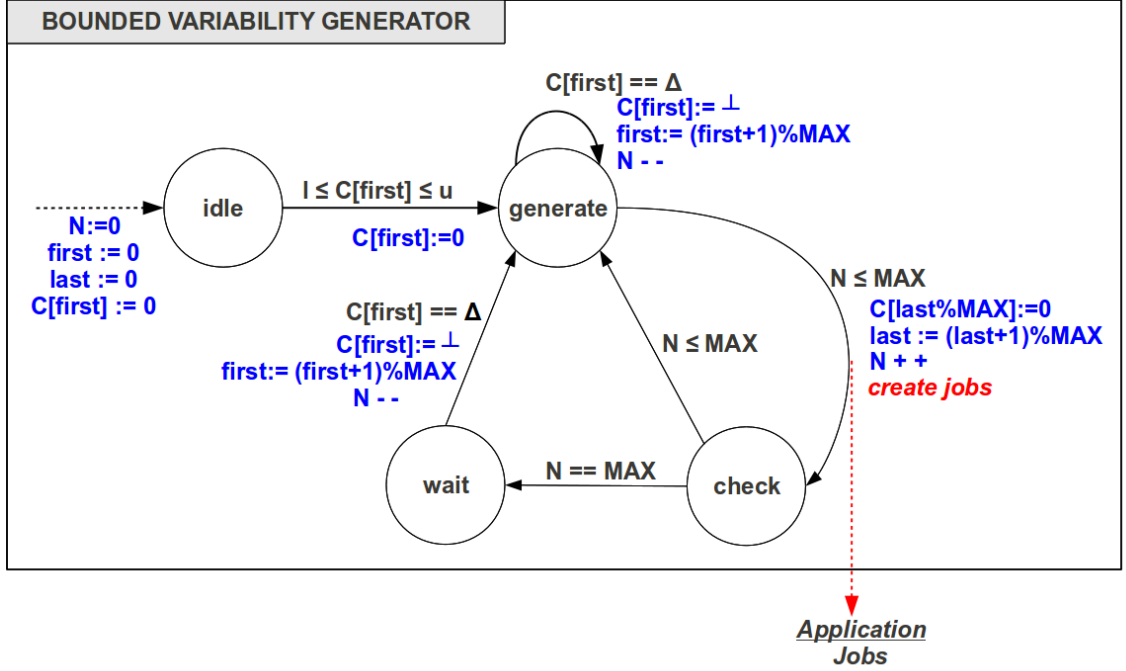 BOUNDED VARIABILITY GENERATOR
C[first] == Δ
C[first]:= ⊥
first:= (first+1)%MAX
N - -
idle
l ≤ C[first] ≤ u
generate
N:=0
first := 0
last := 0
C[first] := 0
C[first]:=0
N ≤ MAX
C[last%MAX]:=0
last := (last+1)%MAX
N + +
create jobs
C[first] == Δ
C[first]:= ⊥
first:= (first+1)%MAX
N - -
N ≤ MAX
wait
N == MAX
check
Application
Jobs